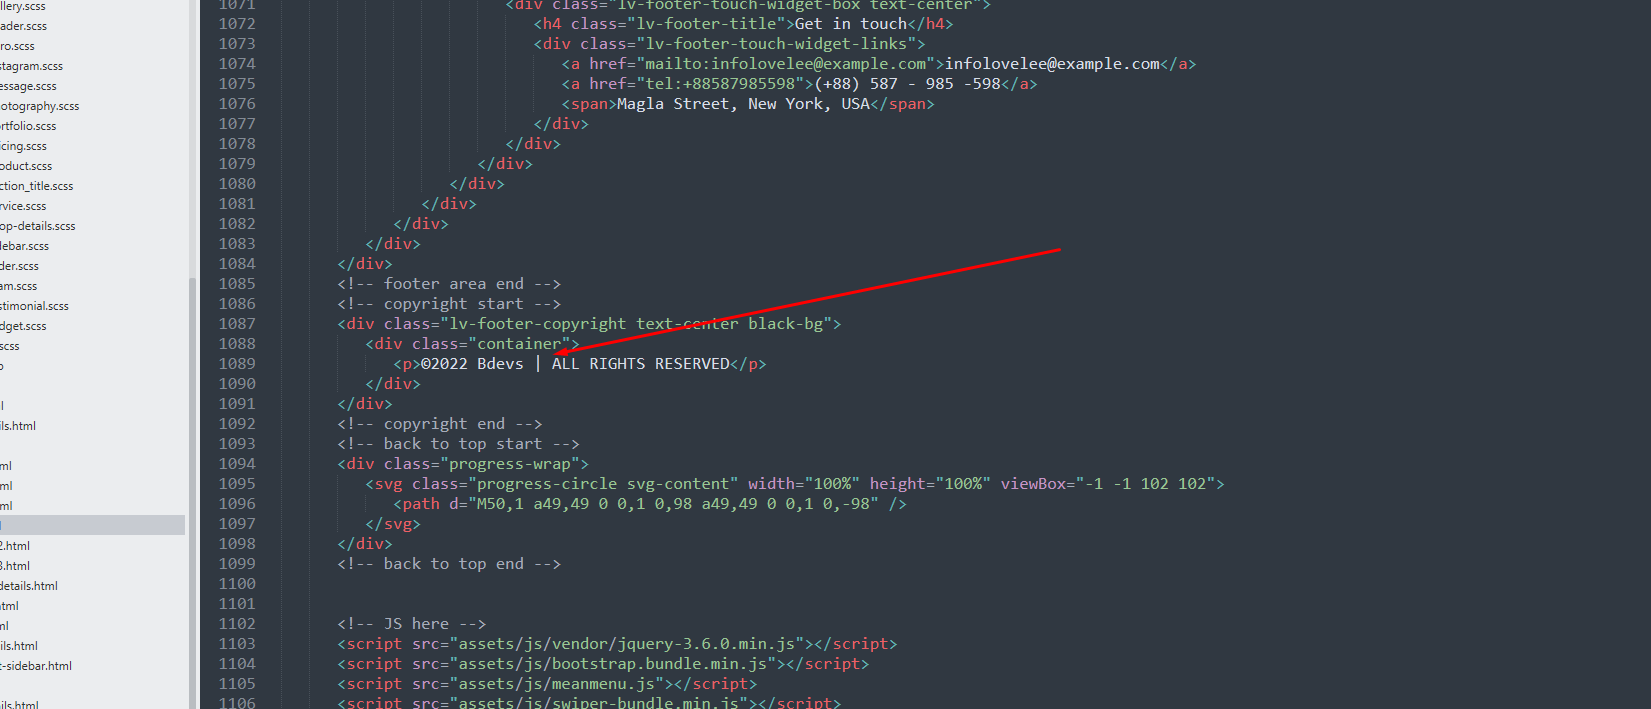 llery.scss
ader.scss
ro.scss
stagram.scss
essage.scss
otography.scss
rtfolio.scss
icing.scss
oduct.scss
ction_title.scss
rvice.scss
op-details.scss
lebar.scss
der.scss
am.scss
stimonial.scss
dget.scss
scss
ils.html
ml
ml
ml
2.html
3.html
details.html
tml
ml
ils.html
t-sidebar.html
ils.html
1071 <div class="lv-footer-touch-widget-box text-center">
1072 <h4 class="lv-footer-title">Get in touch</h4>
1073 <div class="lv-footer-touch-widget-links">
1074 <a href="mailto:infolovelee@example.com">infolovelee@example.com</a>
1075 <a href="tel:+88587985598">(+88) 587 - 985 -598</a>
1076 <span>Magla Street, New York, USA</span>
1077 </div>
1078 </div>
1079 </div>
1080 </div>
1081 </div>
1082 </div>
1083 </div>
1084 </div>
1085 <!-- footer area end -->
1086 <!-- copyright start -->
1087 <div class="lv-footer-copyright text-center black-bg">
1088 <div class="container">
1089 <p>©2022 Bdevs | ALL RIGHTS RESERVED</p>
1090 </div>
1091 </div>
1092 <!-- copyright end -->
1093 <!-- back to top start -->
1094 <div class="progress-wrap">
1095 <svg class="progress-circle svg-content" width="100%" height="100%" viewBox="-1 -1 102 102">
1096 <path d="M50,1 a49,49 0 0,1 0,98 a49,49 0 0,1 0,-98" />
1097 </svg>
1098 </div>
1099 <!-- back to top end -->
1100
1101
1102 <!-- JS here -->
1103 <script src="assets/js/vendor/jquery-3.6.0.min.js"></script>
1104 <script src="assets/js/bootstrap.bundle.min.js"></script>
1105 <script src="assets/js/meanmenu.js"></script>
1106 <script src="assets/js/swiper-bundle.min.js"></script>